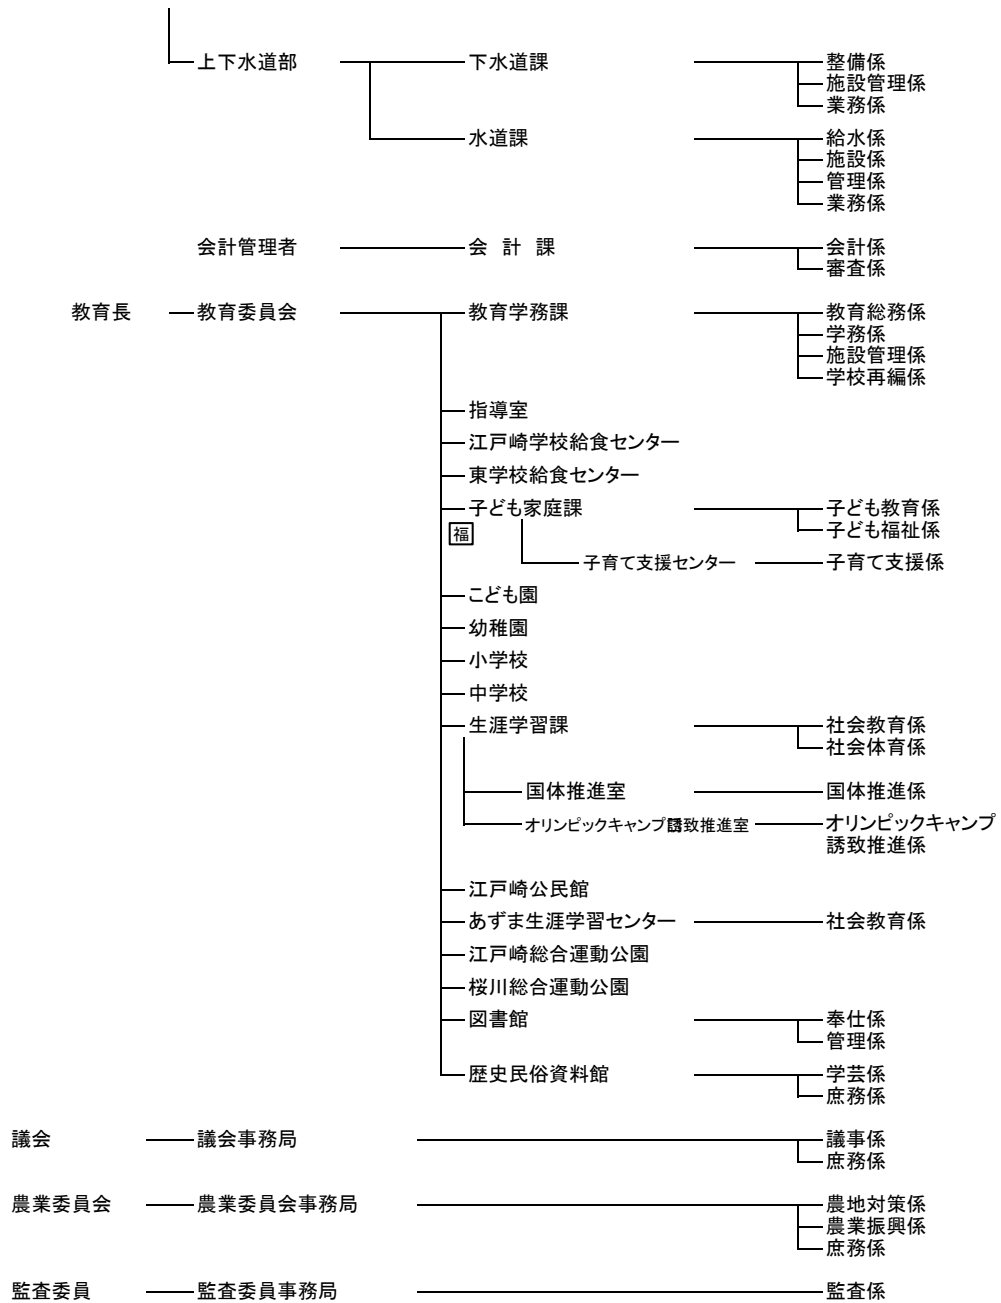 上下水道部 下水道課 整備係
施設管理係
業務係
水道課 給水係
施設係
管理係
業務係
会計管理者 会 計 課 会計係
審査係
教育長 教育委員会 教育学務課 教育総務係
学務係
施設管理係
学校再編係
指導室
江戸崎学校給食センター
東学校給食センター
子ども家庭課 子ども教育係
福 子ども福祉係
子育て支援センター 子育て支援係
こども園
幼稚園
小学校
中学校
生涯学習課 社会教育係
社会体育係
国体推進室 国体推進係
オリンピックキャンプ誘致推進室 オリンピックキャンプ
誘致推進係
江戸崎公民館
あずま生涯学習センター 社会教育係
江戸崎総合運動公園
桜川総合運動公園
図書館 奉仕係
管理係
歴史民俗資料館 学芸係
庶務係
議会 議会事務局 議事係
庶務係
農業委員会 農業委員会事務局 農地対策係
農業振興係
庶務係
監査委員 監査委員事務局 監査係